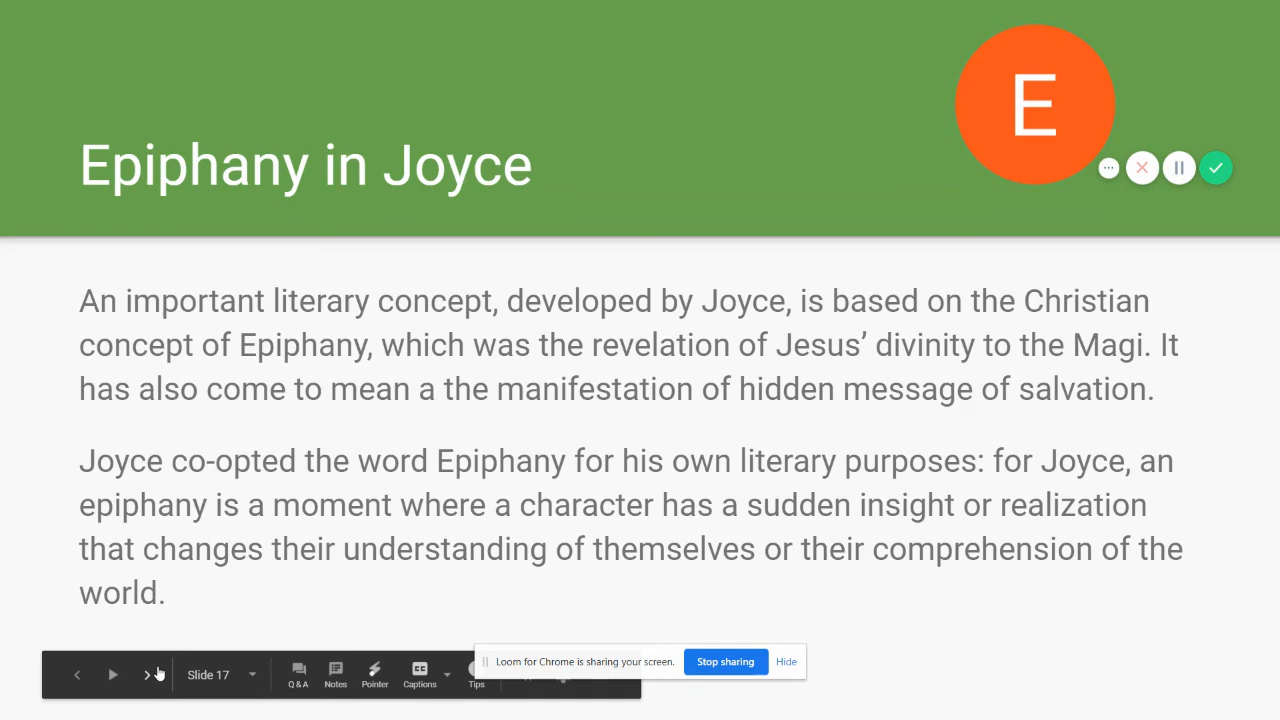 E
Epiphany in Joyce
An important literary concept, developed by Joyce, is based on the Christian
concept of Epiphany, which was the revelation of Jesus’ divinity to the Magi. It
has also come to mean a the manifestation of hidden message of salvation.
Joyce co-opted the word Epiphany for his own literary purposes: for Joyce, an
epiphany is a moment where a character has a sudden insight or realization
that changes their understanding of themselves or their comprehension of the
world.
Loom for Chrome is sharing your screen. Stop sharing Hide
Slide 17 Q & A Notes Pointer CC Captions Tips